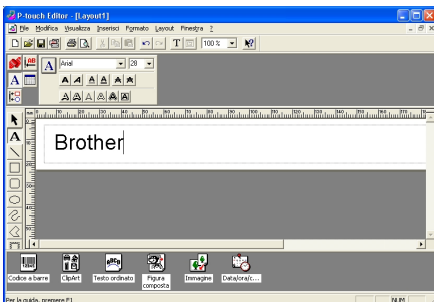 P-touch Editor - [Layout1]
File Modifica Visualizza Inserisci Formato Layout Finestra ?
100 %
Arial 28
Brother
Codice a barre ClipArt Testo ordinato Figura composta Immagine Data/ora/c...
Per la guida, premere F1 NUM